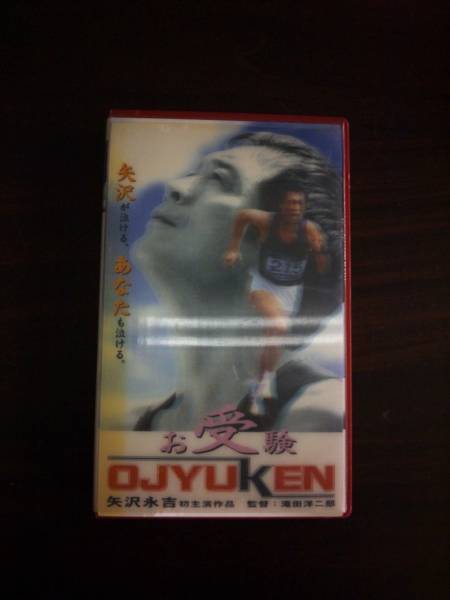 矢沢が泣ける、
あなたも泣ける。
215
お受験
OJYUKEN
矢沢永吉初主演作品 監督:滝田洋二郎